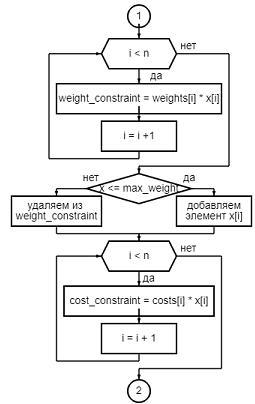 1
i < n
нет
да
weight_constraint = weights[i] * x[i]
i = i +1
нет
да
x <= max_weight
удаляем из
weight_constraint
добавляем
элемент x[i]
i < n
нет
да
cost_constraint = costs[i] * x[i]
i = i + 1
2